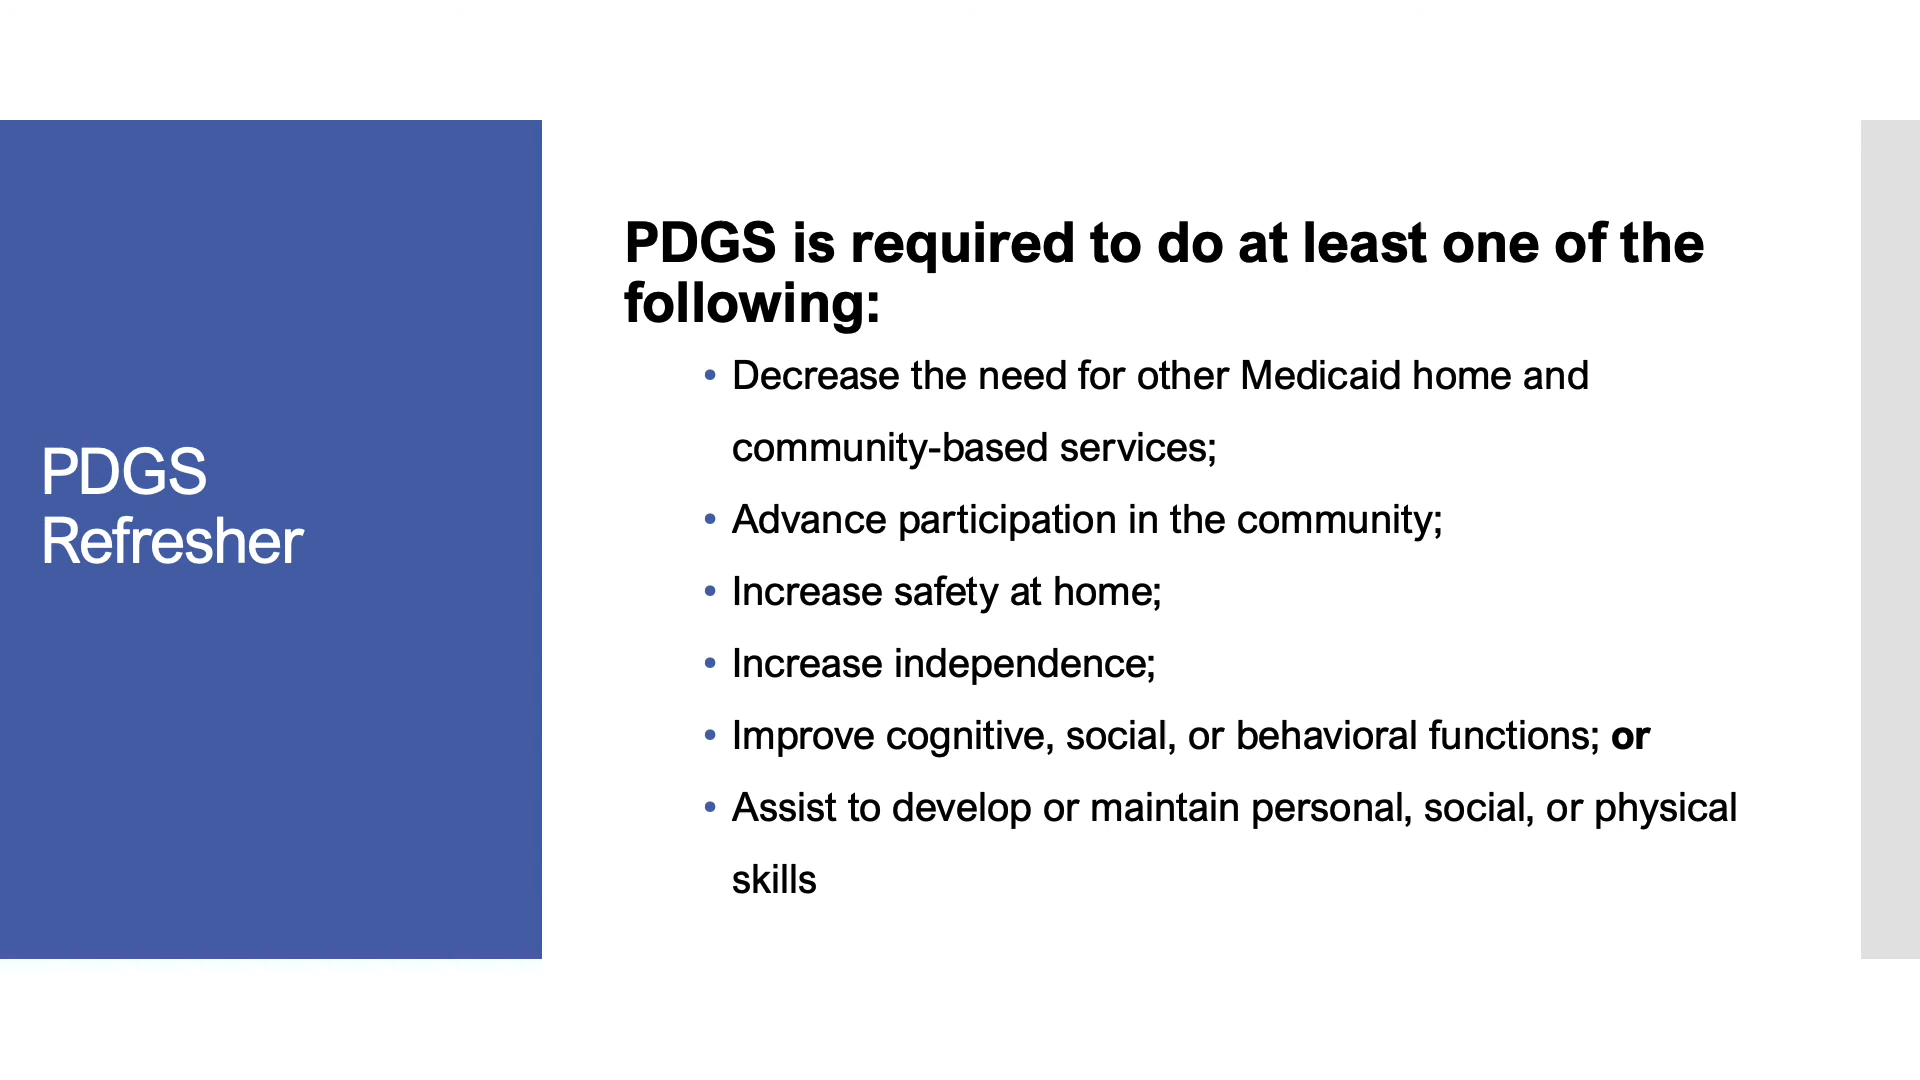 PDGS
Refresher
PDGS is required to do at least one of the
following:
• Decrease the need for other Medicaid home and
community-based services;
• Advance participation in the community;
• Increase safety at home;
• Increase independence;
• Improve cognitive, social, or behavioral functions; or
• Assist to develop or maintain personal, social, or physical
skills